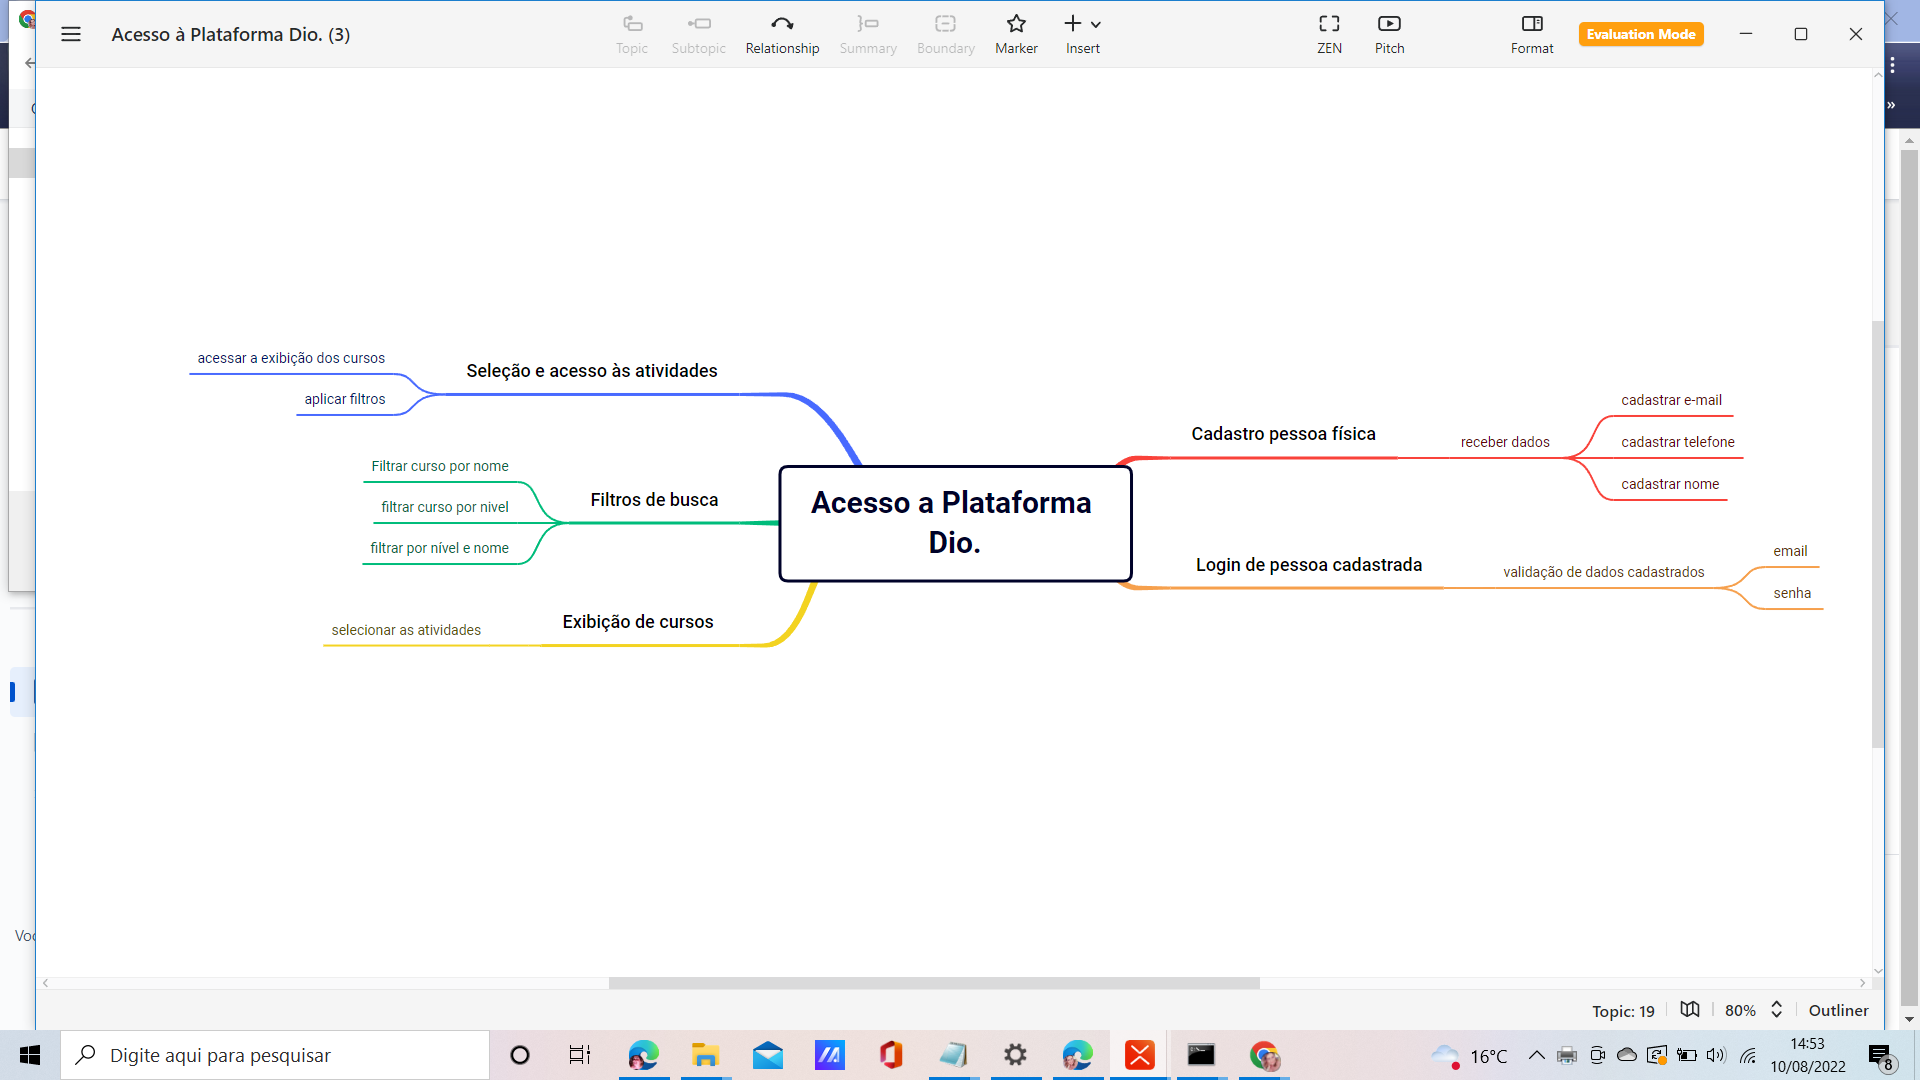 Acesso à Plataforma Dio. (3)
Topic
Subtopic
Relationship
Summary
Boundary
Marker
Insert
ZEN
Pitch
Format
Evaluation Mode
»
acessar a exibição dos cursos
aplicar filtros
Seleção e acesso às atividades
Filtrar curso por nome
filtrar curso por nivel
filtrar por nível e nome
Filtros de busca
selecionar as atividades
Exibição de cursos
Acesso a Plataforma
Dio.
Cadastro pessoa física
receber dados
cadastrar e-mail
cadastrar telefone
cadastrar nome
Login de pessoa cadastrada
validação de dados cadastrados
email
senha
Topic: 19
80%
Outliner
Digite aqui para pesquisar
16°C
14:53
10/08/2022
8